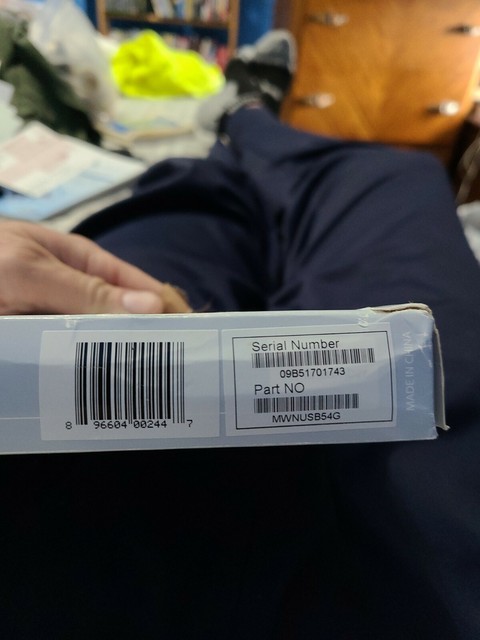 8 96604 00244 7
Serial Number
09B51701743
Part NO
MWNUSB54G
MADE IN CHINA